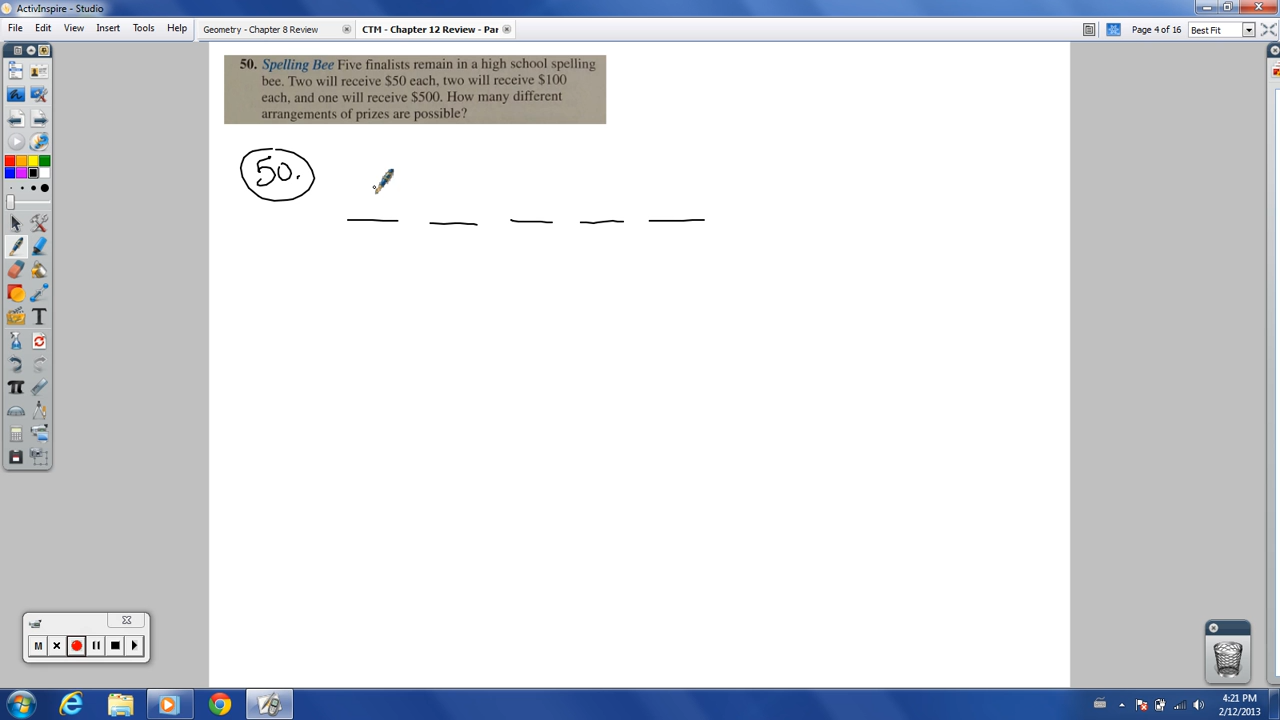 ActivInspire - Studio
File Edit View Insert Tools Help
Geometry - Chapter 8 Review
CTM - Chapter 12 Review - Par
Page 4 of 16
Best Fit
50. Spelling Bee Five finalists remain in a high school spelling
bee. Two will receive $50 each, two will receive $100
each, and one will receive $500. How many different
arrangements of prizes are possible?
50.
T
M
4:21 PM
2/12/2013